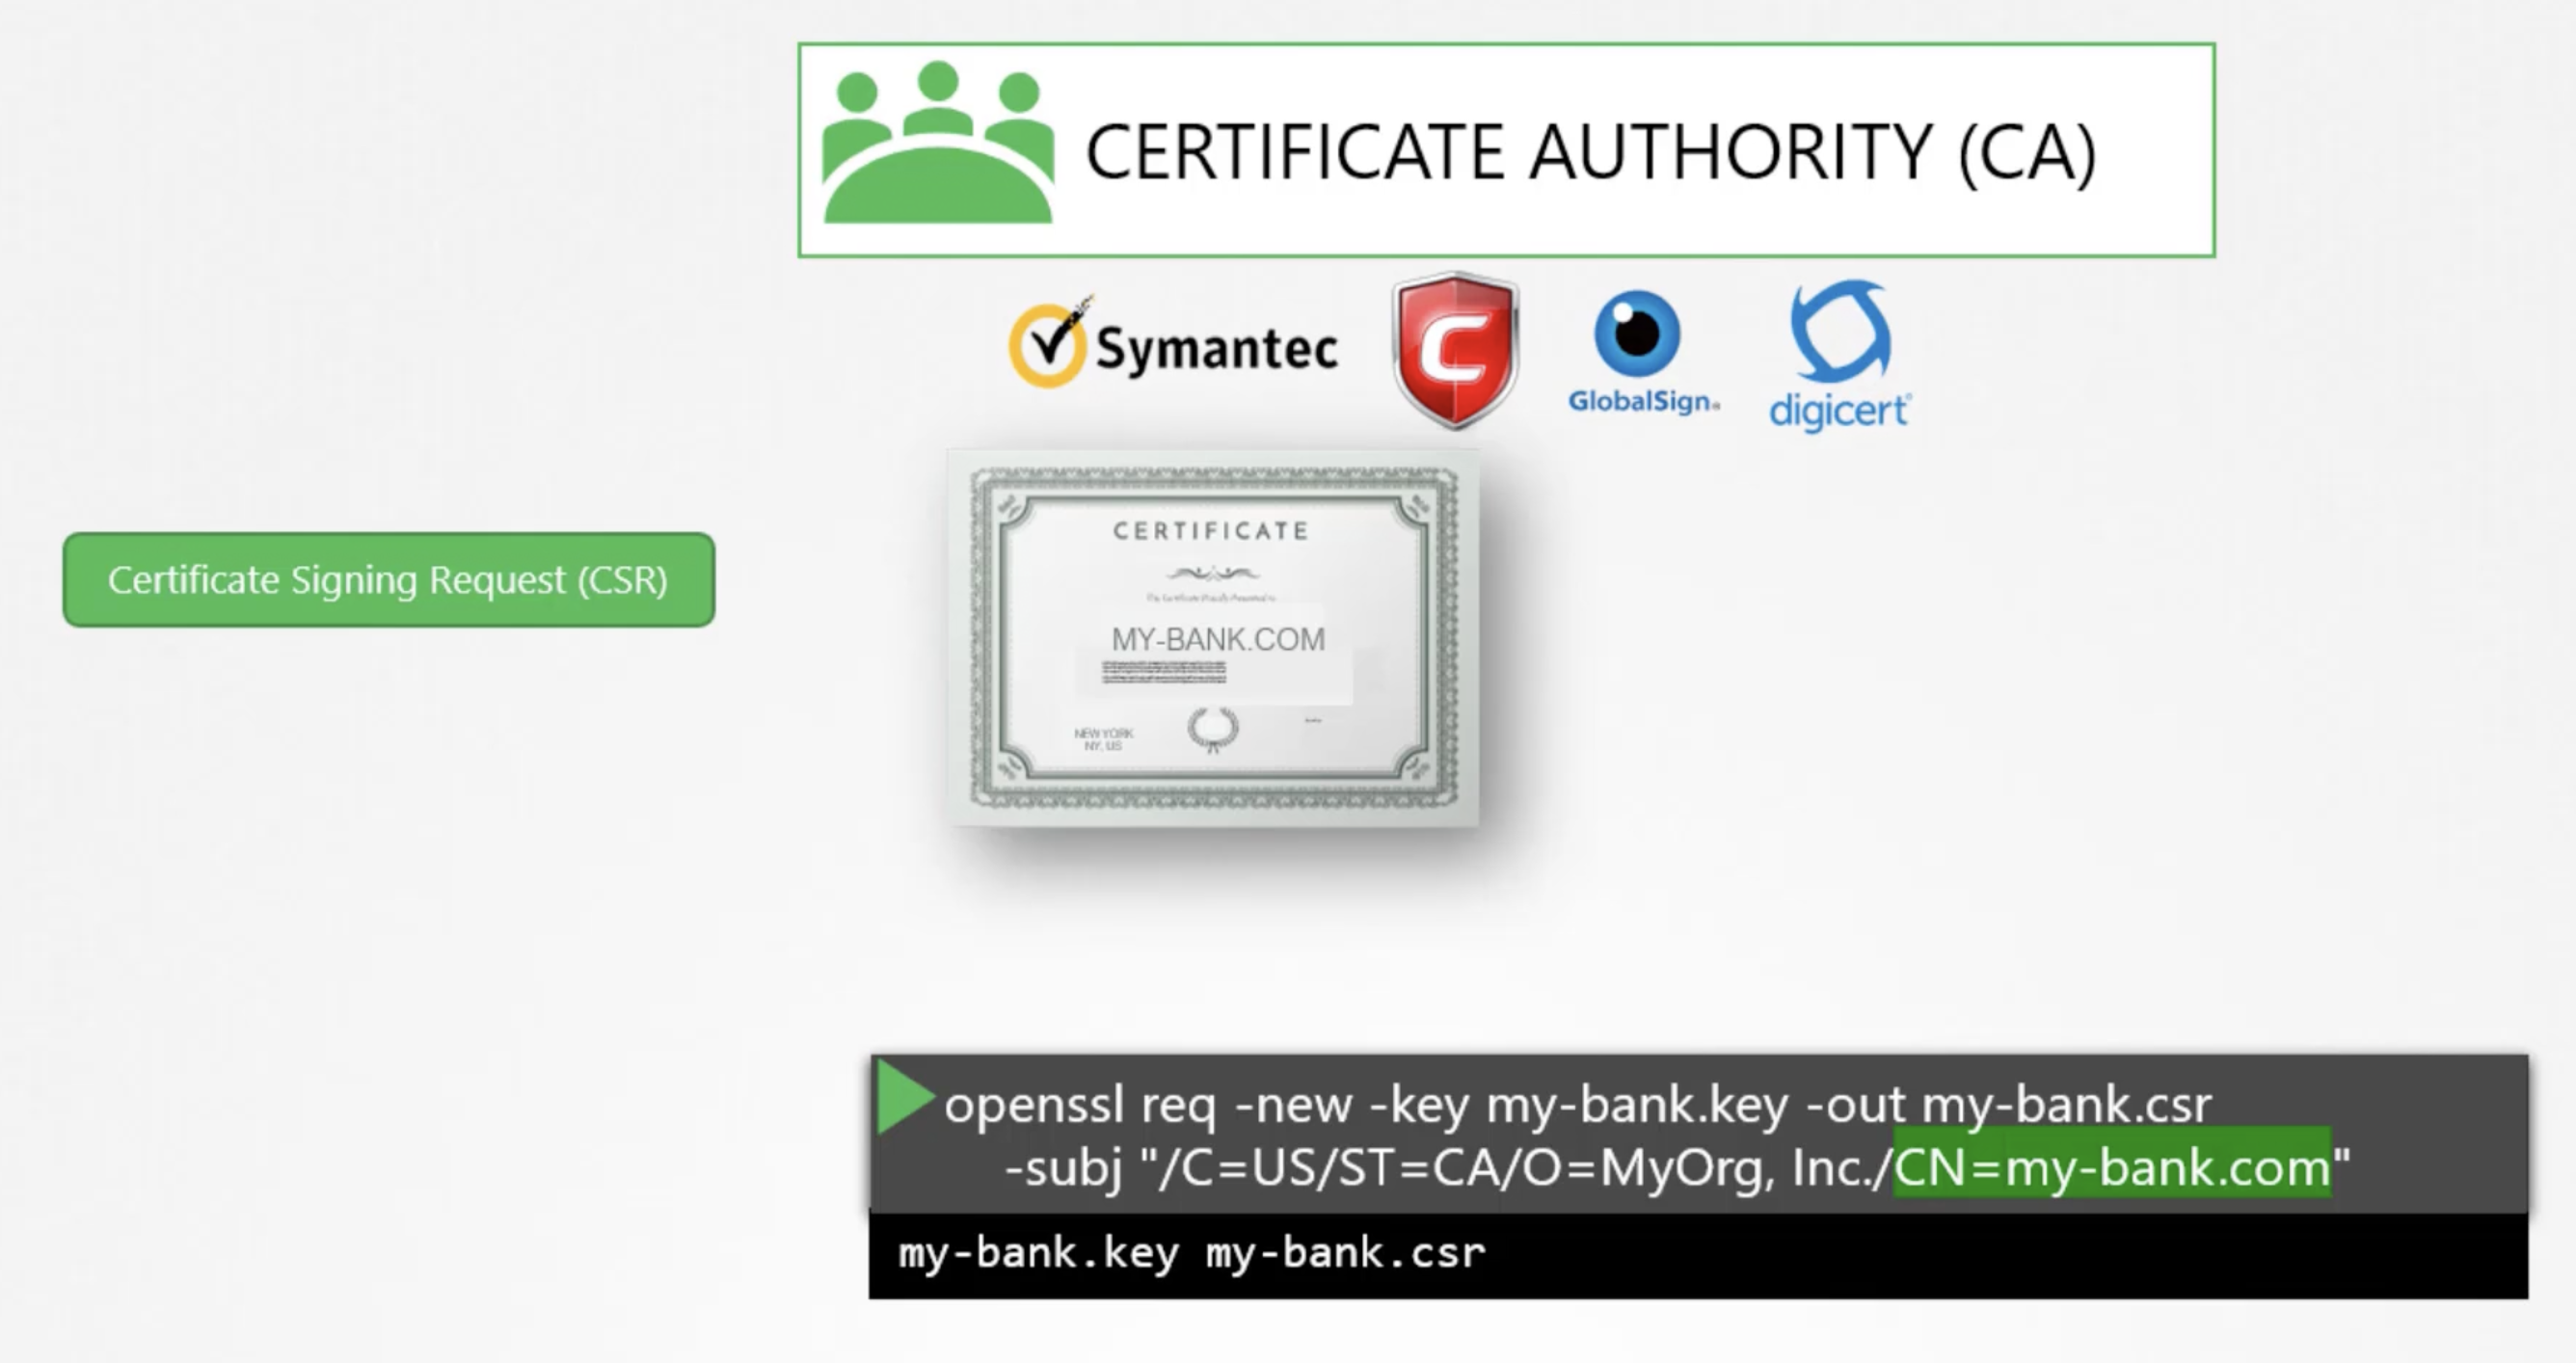 CERTIFICATE AUTHORITY (CA)
Symantec
C
GlobalSign
digicert
Certificate Signing Request (CSR)
CERTIFICATE
MY-BANK.COM
NEW YORK
NY, US
openssl req -new -key my-bank.key -out my-bank.csr
-subj "/C=US/ST=CA/O=MyOrg, Inc./CN=my-bank.com"
my-bank.key my-bank.csr